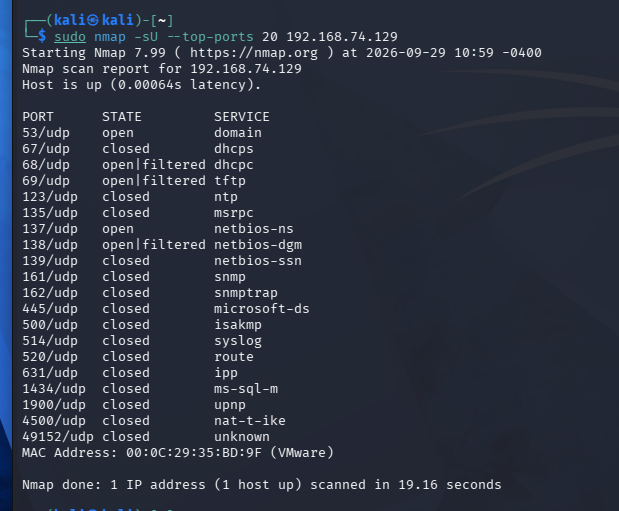 ┌──(kali㉿kali)-[~]
└─$ sudo nmap -sU --top-ports 20 192.168.74.129
Starting Nmap 7.99 ( https://nmap.org ) at 2026-09-29 10:59 -0400
Nmap scan report for 192.168.74.129
Host is up (0.00064s latency).

PORT      STATE         SERVICE
53/udp    open          domain
67/udp    closed        dhcps
68/udp    open|filtered dhcpc
69/udp    open|filtered tftp
123/udp   closed        ntp
135/udp   closed        msrpc
137/udp   open          netbios-ns
138/udp   open|filtered netbios-dgm
139/udp   closed        netbios-ssn
161/udp   closed        snmp
162/udp   closed        snmptrap
445/udp   closed        microsoft-ds
500/udp   closed        isakmp
514/udp   closed        syslog
520/udp   closed        route
631/udp   closed        ipp
1434/udp  closed        ms-sql-m
1900/udp  closed        upnp
4500/udp  closed        nat-t-ike
49152/udp closed        unknown
MAC Address: 00:0C:29:35:BD:9F (VMware)

Nmap done: 1 IP address (1 host up) scanned in 19.16 seconds